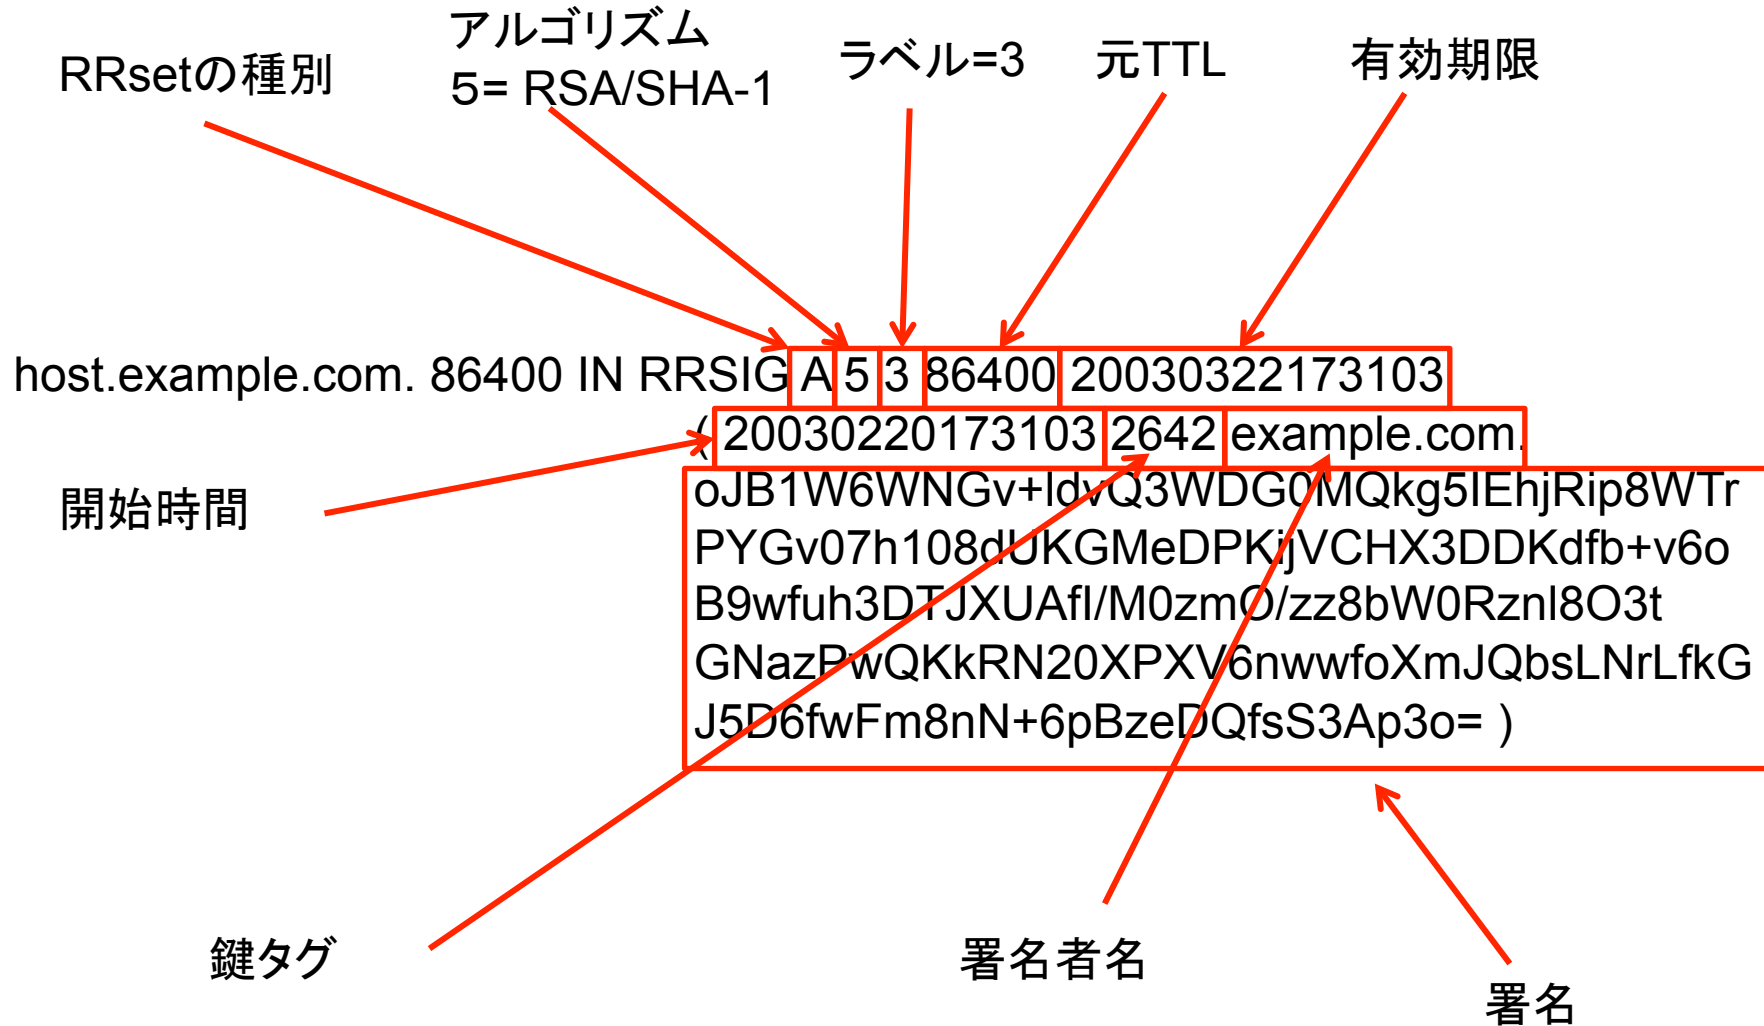 アルゴリズム
RRsetの種別
5= RSA/SHA-1
ラベル=3
元TTL
有効期限
host.example.com. 86400 IN RRSIG A 5 3 86400 20030322173103
( 20030220173103 2642 example.com.
開始時間
oJB1W6WNGv+ldvQ3WDG0MQkg5IEhjRip8WTr
PYGv07h108dUKGMeDPKijVCHX3DDKdfb+v6o
B9wfuh3DTJXUAfI/M0zmO/zz8bW0Rznl8O3t
GNazPwQKkRN20XPXV6nwwfoXmJQbsLNrLfkG
J5D6fwFm8nN+6pBzeDQfsS3Ap3o= )
鍵タグ
署名者名
署名